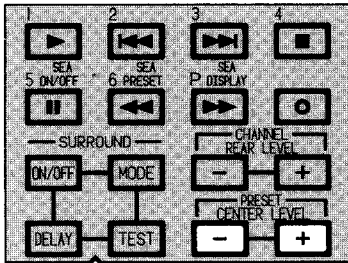 1 2 3 4
SEA SEA SEA
5 ON/OFF 6 PRESET P DISPLAY
SURROUND
CHANNEL
REAR LEVEL
ON/OFF MODE - +
PRESET
CENTER LEVEL
DELAY TEST - +